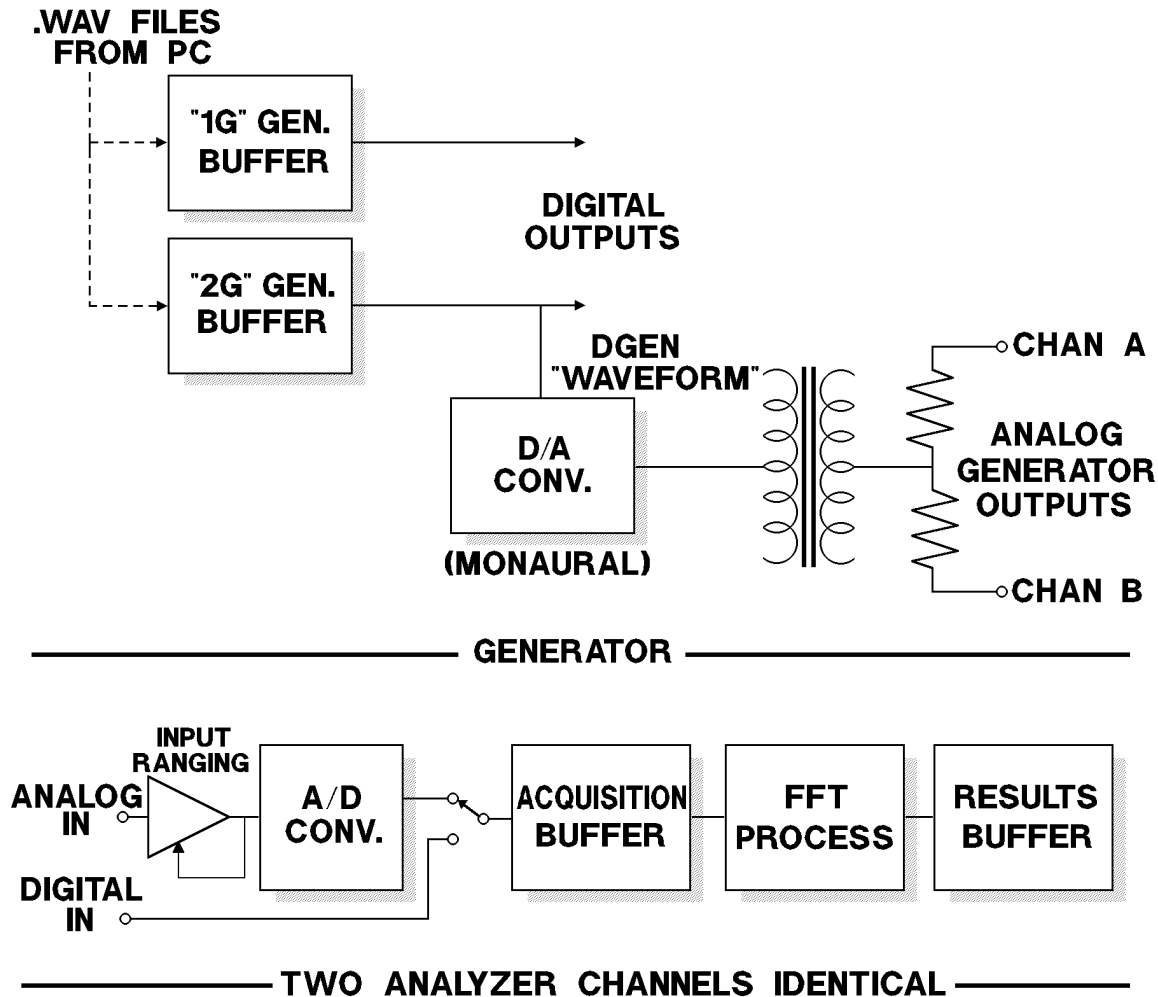 .WAV FILES
FROM PC
"1G" GEN.
BUFFER
DIGITAL
OUTPUTS
"2G" GEN.
BUFFER
DGEN
"WAVEFORM"
CHAN A
D/A
CONV.
ANALOG
GENERATOR
OUTPUTS
(MONAURAL)
CHAN B
GENERATOR
INPUT
RANGING
ANALOG
IN
A/D
CONV.
ACQUISITION
BUFFER
FFT
PROCESS
RESULTS
BUFFER
DIGITAL
IN
TWO ANALYZER CHANNELS IDENTICAL